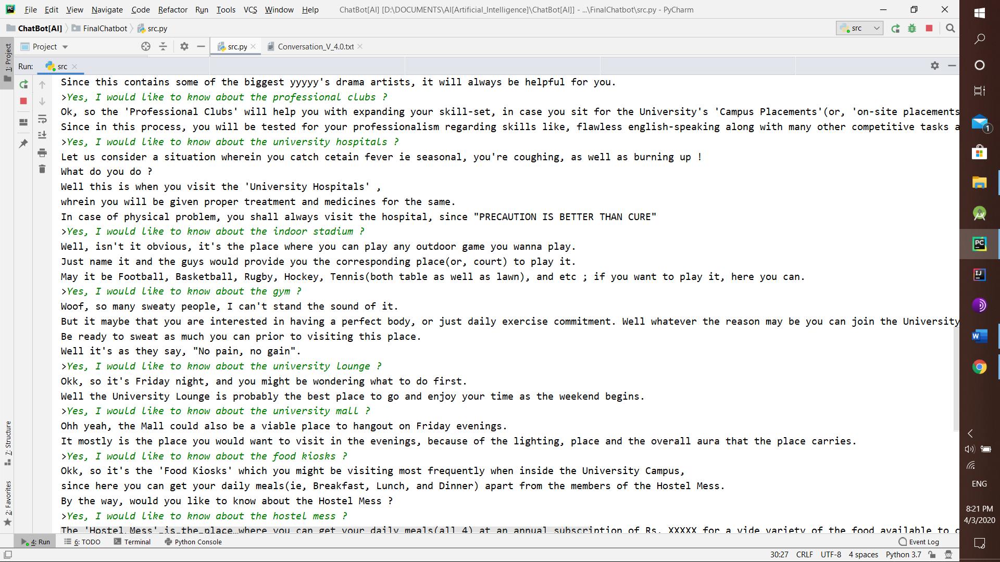 File Edit View Navigate Code Refactor Run Tools VCS Window Help ChatBot[AI] [D:\DOCUMENTS\AI[Artificial_Intelligence]\ChatBot[AI]] - ...\FinalChatbot\src.py - PyCharm
ChatBot[AI] FinalChatbot src.py src
Project src.py Conversation_V_4.0.txt
1: Project
Run: src
Since this contains some of the biggest yyyyy's drama artists, it will always be helpful for you.
>Yes, I would like to know about the professional clubs ?
Ok, so the 'Professional Clubs' will help you with expanding your skill-set, in case you sit for the University's 'Campus Placements'(or, 'on-site placements
Since in this process, you will be tested for your professionalism regarding skills like, flawless english-speaking along with many other competitive tasks a
>Yes, I would like to know about the university hospitals ?
Let us consider a situation wherein you catch cetain fever ie seasonal, you're coughing, as well as burning up !
What do you do ?
Well this is when you visit the 'University Hospitals' ,
whrein you will be given proper treatment and medicines for the same.
In case of physical problem, you shall always visit the hospital, since "PRECAUTION IS BETTER THAN CURE"
>Yes, I would like to know about the indoor stadium ?
Well, isn't it obvious, it's the place where you can play any outdoor game you wanna play.
Just name it and the guys would provide you the corresponding place(or, court) to play it.
May it be Football, Basketball, Rugby, Hockey, Tennis(both table as well as lawn), and etc ; if you want to play it, here you can.
>Yes, I would like to know about the gym ?
Woof, so many sweaty people, I can't stand the sound of it.
But it maybe that you are interested in having a perfect body, or just daily exercise commitment. Well whatever the reason may be you can join the University
Be ready to sweat as much you can prior to visiting this place.
Well it's as they say, "No pain, no gain".
>Yes, I would like to know about the university lounge ?
Okk, so it's Friday night, and you might be wondering what to do first.
Well the University Lounge is probably the best place to go and enjoy your time as the weekend begins.
>Yes, I would like to know about the university mall ?
Ohh yeah, the Mall could also be a viable place to hangout on Friday evenings.
It mostly is the place you would want to visit in the evenings, because of the lighting, place and the overall aura that the place carries.
>Yes, I would like to know about the food kiosks ?
Okk, so it's the 'Food Kiosks' which you might be visiting most frequently when inside the University Campus,
since here you can get your daily meals(ie, Breakfast, Lunch, and Dinner) apart from the members of the Hostel Mess.
By the way, would you like to know about the Hostel Mess ?
>Yes, I would like to know about the hostel mess ?
The 'Hostel Mess' is the place where you can get your daily meals(all 4) at an annual subscription of Rs. XXXXX for a vide variety of the food available to c
7: Structure
2: Favorites
4: Run 6: TODO Terminal Python Console Event Log
30:27 CRLF UTF-8 4 spaces Python 3.7
PC
1
PC
IJ
W
ENG
8:21 PM
4/3/2020